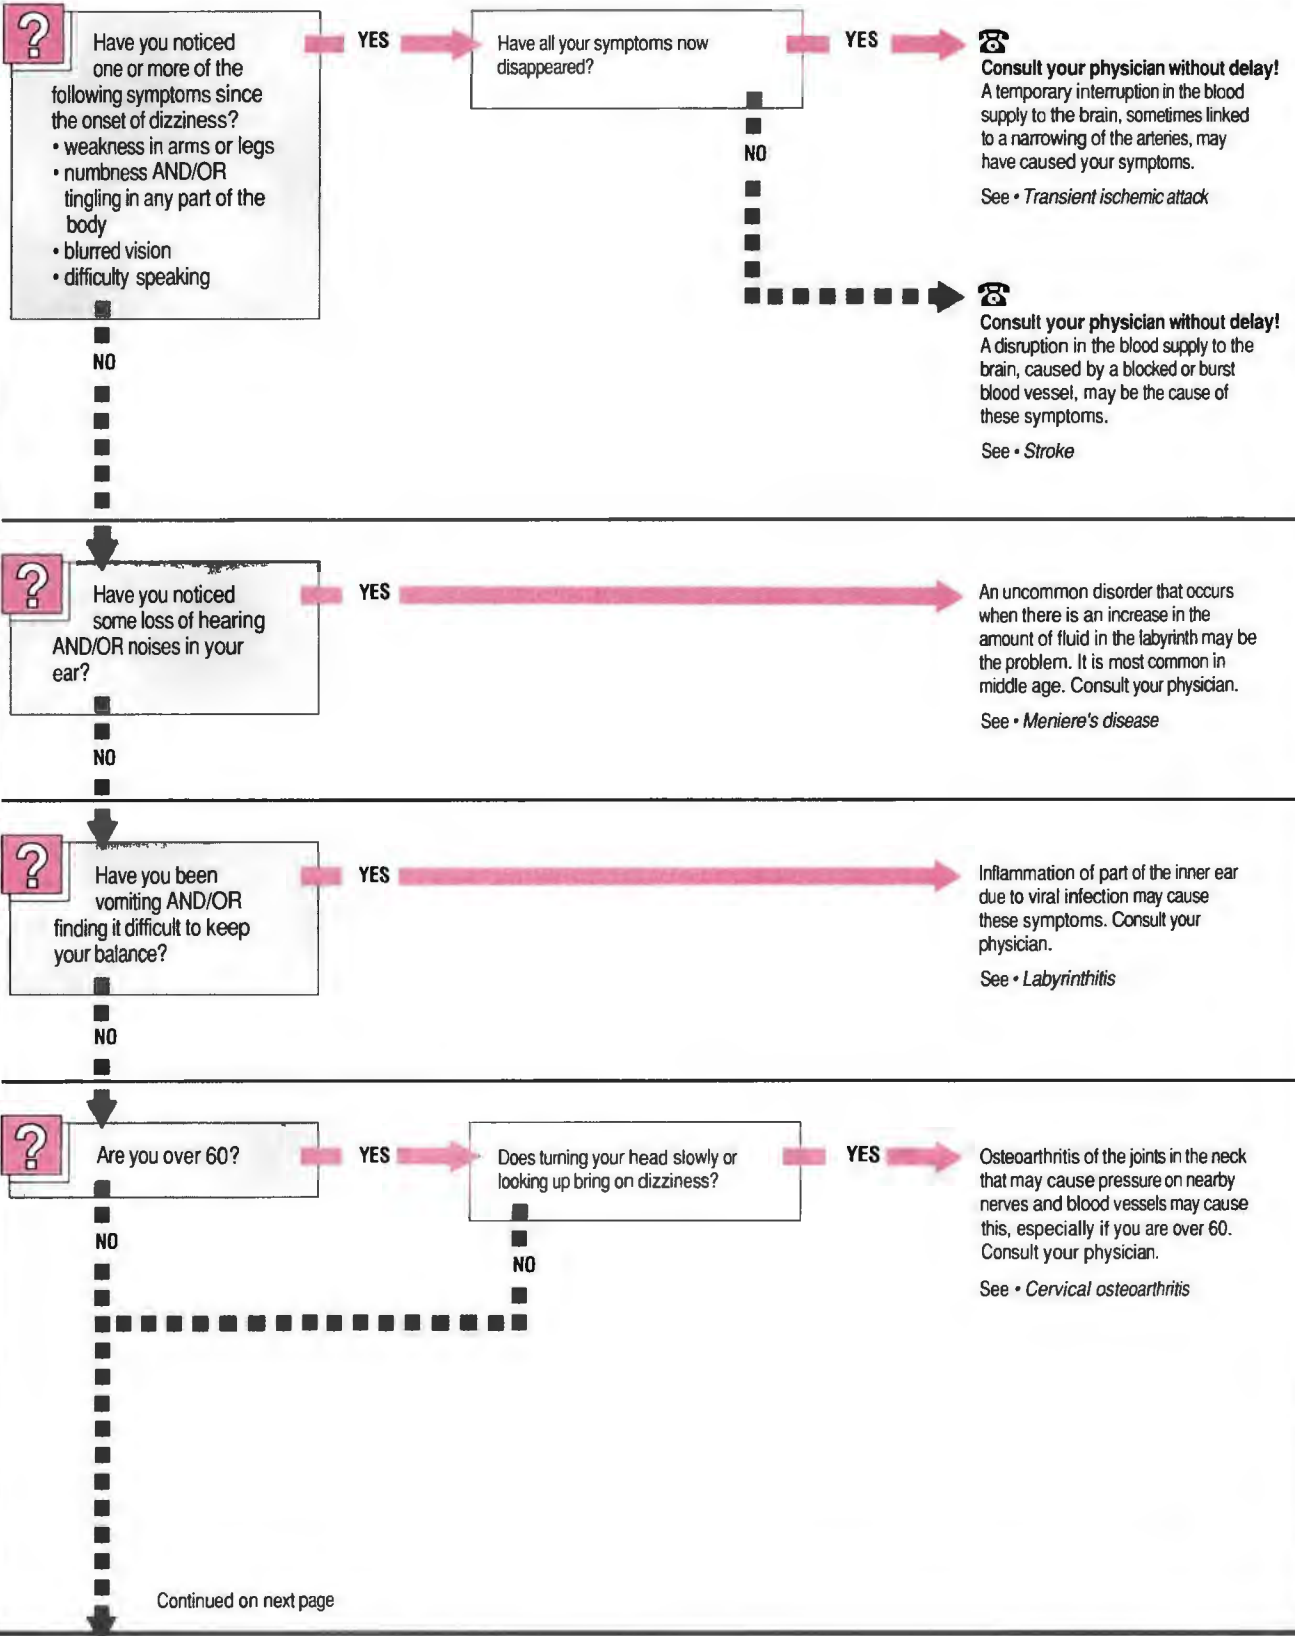 ?
Have you noticed
one or more of the
following symptoms since
the onset of dizziness?
• weakness in arms or legs
• numbness AND/OR
tingling in any part of the
body
• blurred vision
• difficulty speaking
YES
Have all your symptoms now
disappeared?
YES
Consult your physician without delay!
A temporary interruption in the blood
supply to the brain, sometimes linked
to a narrowing of the arteries, may
have caused your symptoms.
See • Transient ischemic attack
NO
Consult your physician without delay!
A disruption in the blood supply to the
brain, caused by a blocked or burst
blood vessel, may be the cause of
these symptoms.
See • Stroke
NO
?
Have you noticed
some loss of hearing
AND/OR noises in your
ear?
YES
An uncommon disorder that occurs
when there is an increase in the
amount of fluid in the labyrinth may be
the problem. It is most common in
middle age. Consult your physician.
See • Meniere's disease
NO
?
Have you been
vomiting AND/OR
finding it difficult to keep
your balance?
YES
Inflammation of part of the inner ear
due to viral infection may cause
these symptoms. Consult your
physician.
See • Labyrinthitis
NO
?
Are you over 60?
YES
Does turning your head slowly or
looking up bring on dizziness?
YES
Osteoarthritis of the joints in the neck
that may cause pressure on nearby
nerves and blood vessels may cause
this, especially if you are over 60.
Consult your physician.
See • Cervical osteoarthritis
NO
NO
Continued on next page